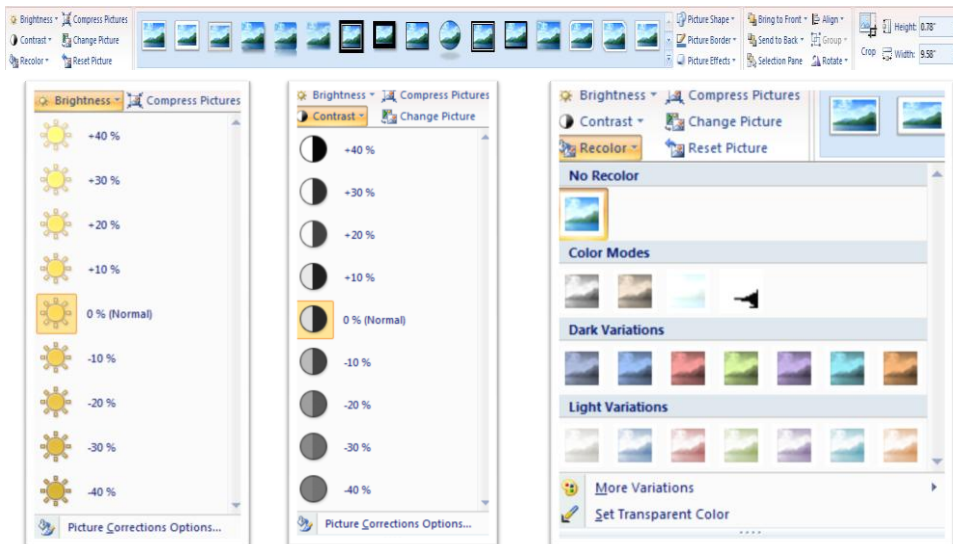 Brightness Compress Pictures Picture Shape Bring to Front Align Height: 0.78"
Contrast Change Picture Picture Border Send to Back Group Crop Width: 9.58"
Recolor Reset Picture Picture Effects Selection Pane Rotate
Brightness Compress Pictures
+40 %
+30 %
+20 %
+10 %
0 % (Normal)
-10 %
-20 %
-30 %
-40 %
Picture Corrections Options...
Brightness Compress Pictures
Contrast Change Picture
+40 %
+30 %
+20 %
+10 %
0 % (Normal)
-10 %
-20 %
-30 %
-40 %
Picture Corrections Options...
Brightness Compress Pictures
Contrast Change Picture
Recolor Reset Picture
No Recolor
Color Modes
Dark Variations
Light Variations
More Variations
Set Transparent Color